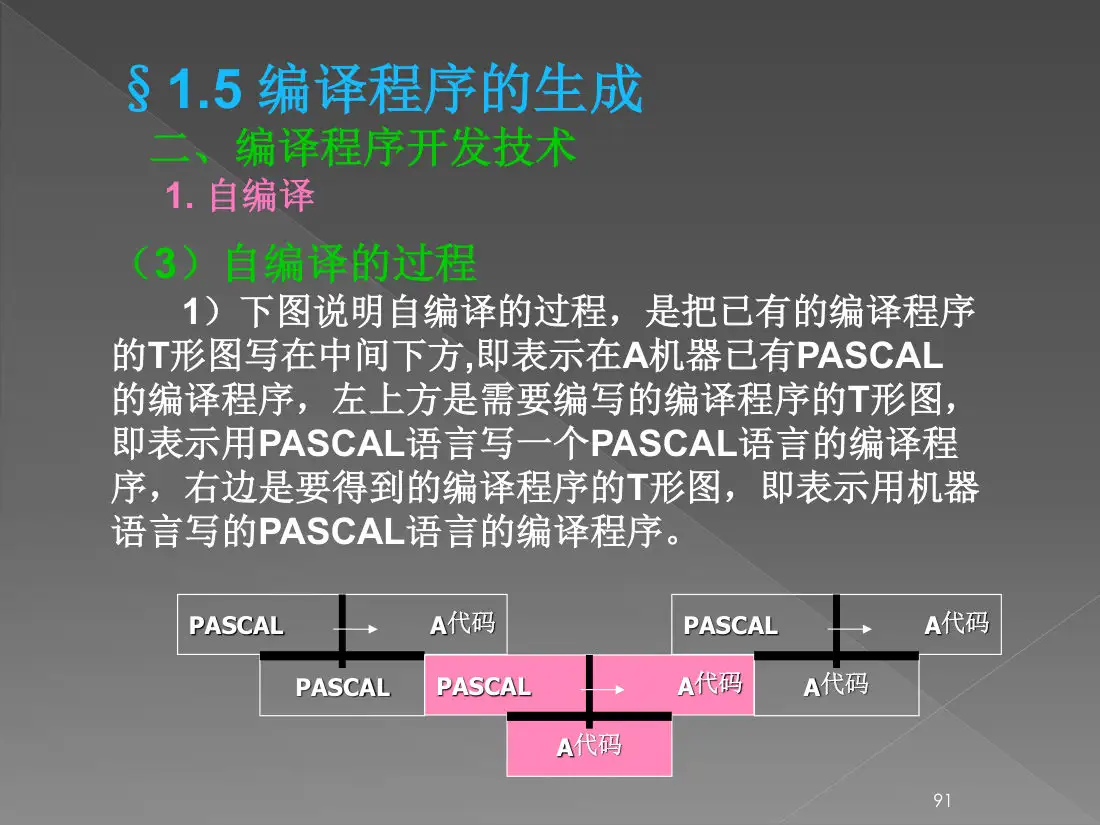 §1.5 编译程序的生成
二、编译程序开发技术
1. 自编译
（3）自编译的过程
1）下图说明自编译的过程，是把已有的编译程序
的T形图写在中间下方,即表示在A机器已有PASCAL
的编译程序，左上方是需要编写的编译程序的T形图，
即表示用PASCAL语言写一个PASCAL语言的编译程
序，右边是要得到的编译程序的T形图，即表示用机器
语言写的PASCAL语言的编译程序。
PASCAL A代码 PASCAL A代码
PASCAL PASCAL A代码 A代码
A代码
91